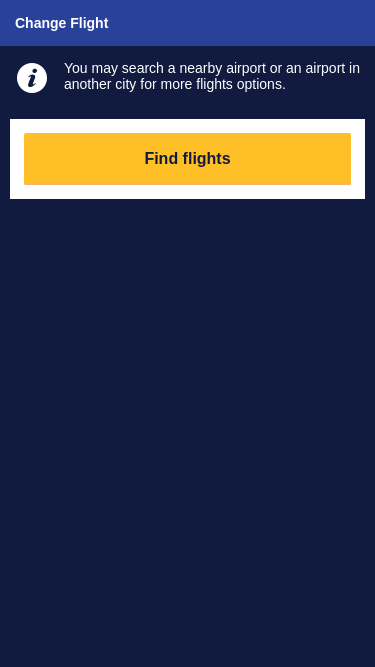 Change Flight
You may search a nearby airport or an airport in
another city for more flights options.
Find flights